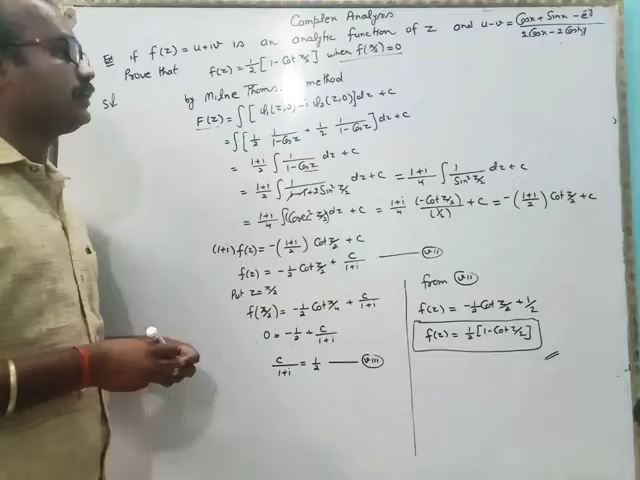 Complex Analysis
Ex if f(z) = u+iv is an analytic function of z and u-v = (Cosx + Sinx - e^-y)/(2Cosx - 2Coshy)
Prove that f(z) = 1/2 [1 - Cot z/2] when f(π/2) = 0
Sol by Milne Thomson method
F(z) = ∫[φ₁(z,0) - i φ₂(z,0)]dz + C
= ∫[1/2 1/(1-Cosz) + i/2 1/(1-Cosz)]dz + C
= (1+i)/2 ∫ 1/(1-Cosz) dz + C
= (1+i)/2 ∫ 1/(1-1+2Sin² z/2) dz + C = (1+i)/4 ∫ 1/(Sin² z/2) dz + C
= (1+i)/4 ∫(Cosec² z/2)dz + C = (1+i)/4 (-Cot z/2)/(1/2) + C = -((1+i)/2) Cot z/2 + C
(1+i) f(z) = -((1+i)/2) Cot z/2 + C
f(z) = -1/2 Cot z/2 + C/(1+i) —— (vii)
Put z = π/2
f(π/2) = -1/2 Cot π/4 + C/(1+i)
0 = -1/2 + C/(1+i)
C/(1+i) = 1/2 —— (viii)
from (vii)
f(z) = -1/2 Cot z/2 + 1/2
f(z) = 1/2 [1 - Cot z/2]